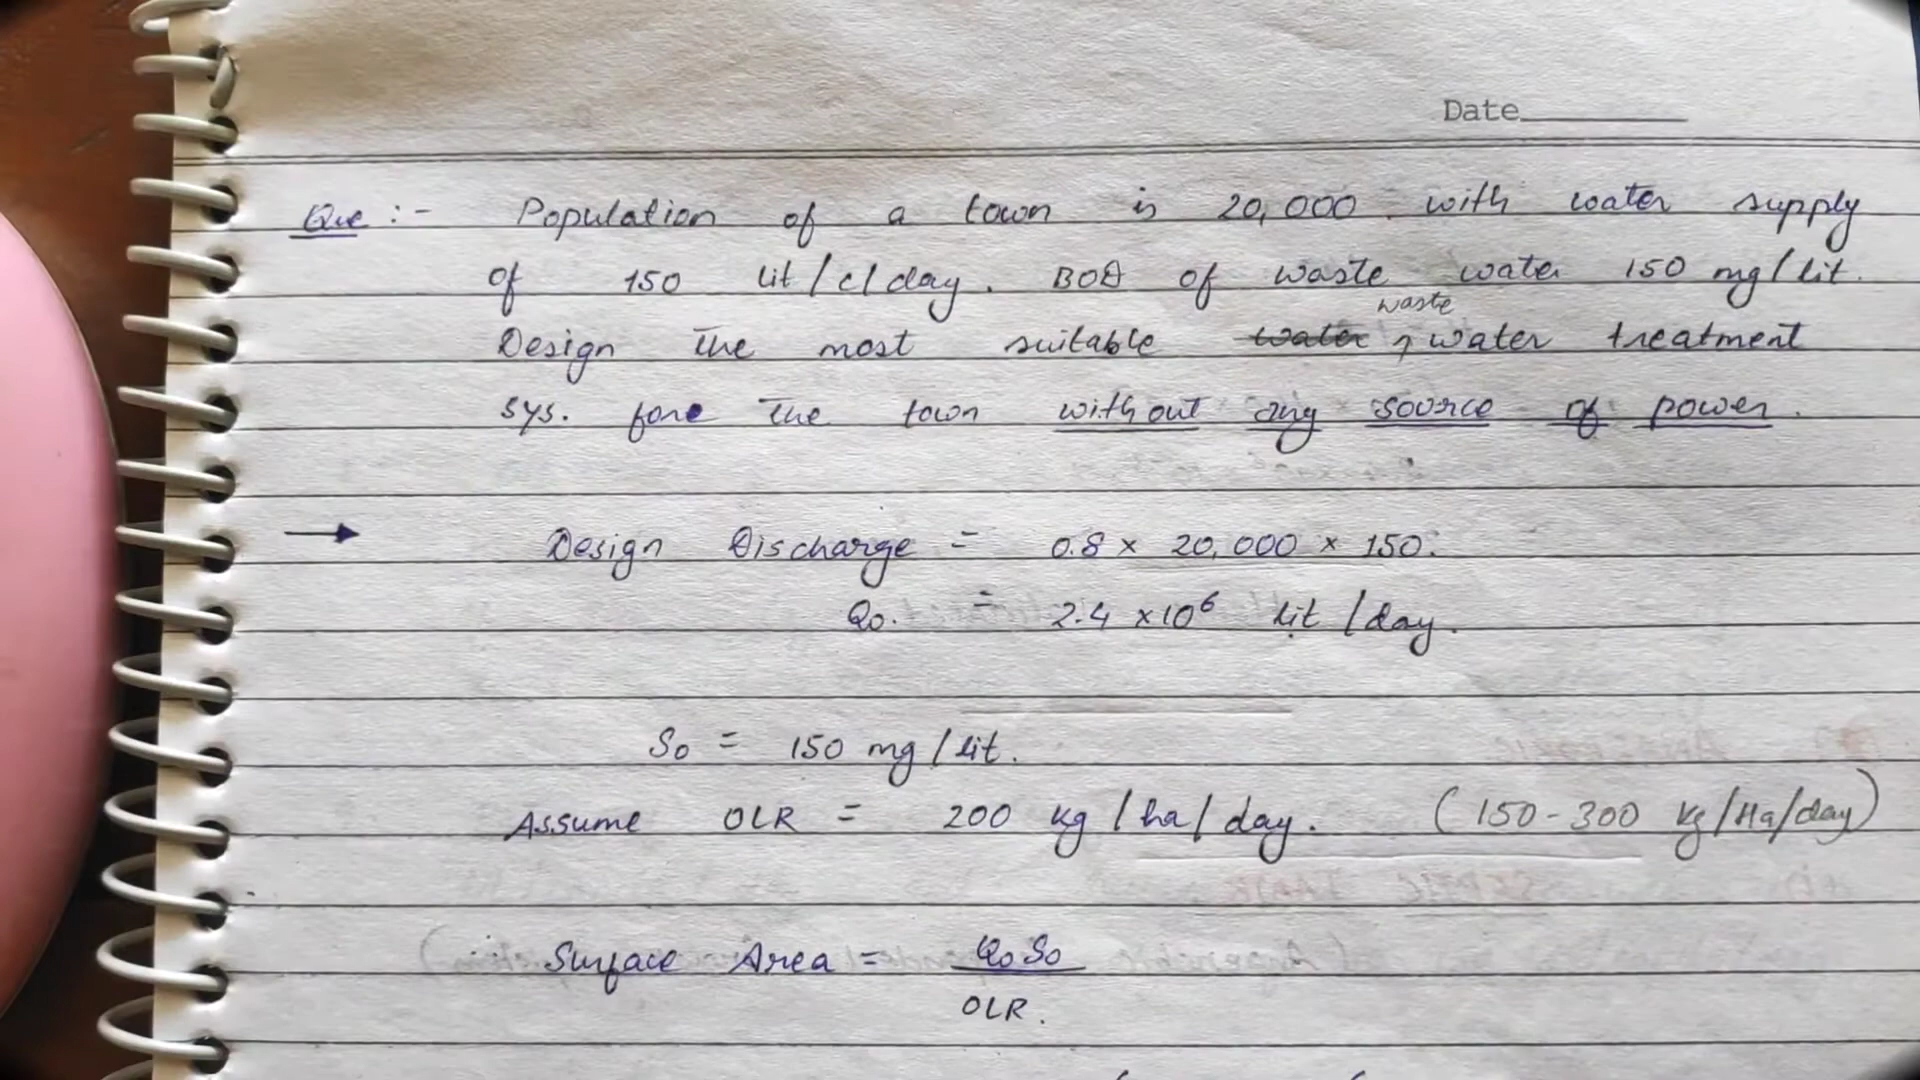 Date
Que :- Population of a town is 20,000 with water supply
of 150 lit/c/day. BOD of waste water 150 mg/lit.
waste
Design the most suitable water water treatment
sys. fore the town without any source of power.
→ Design Discharge = 0.8 × 20,000 × 150.
Q0. = 2.4 ×10⁶ lit/day.
S0 = 150 mg/lit.
Assume OLR = 200 kg/ha/day. (150-300 kg/Ha/day)
Surface Area = Q0S0
OLR.